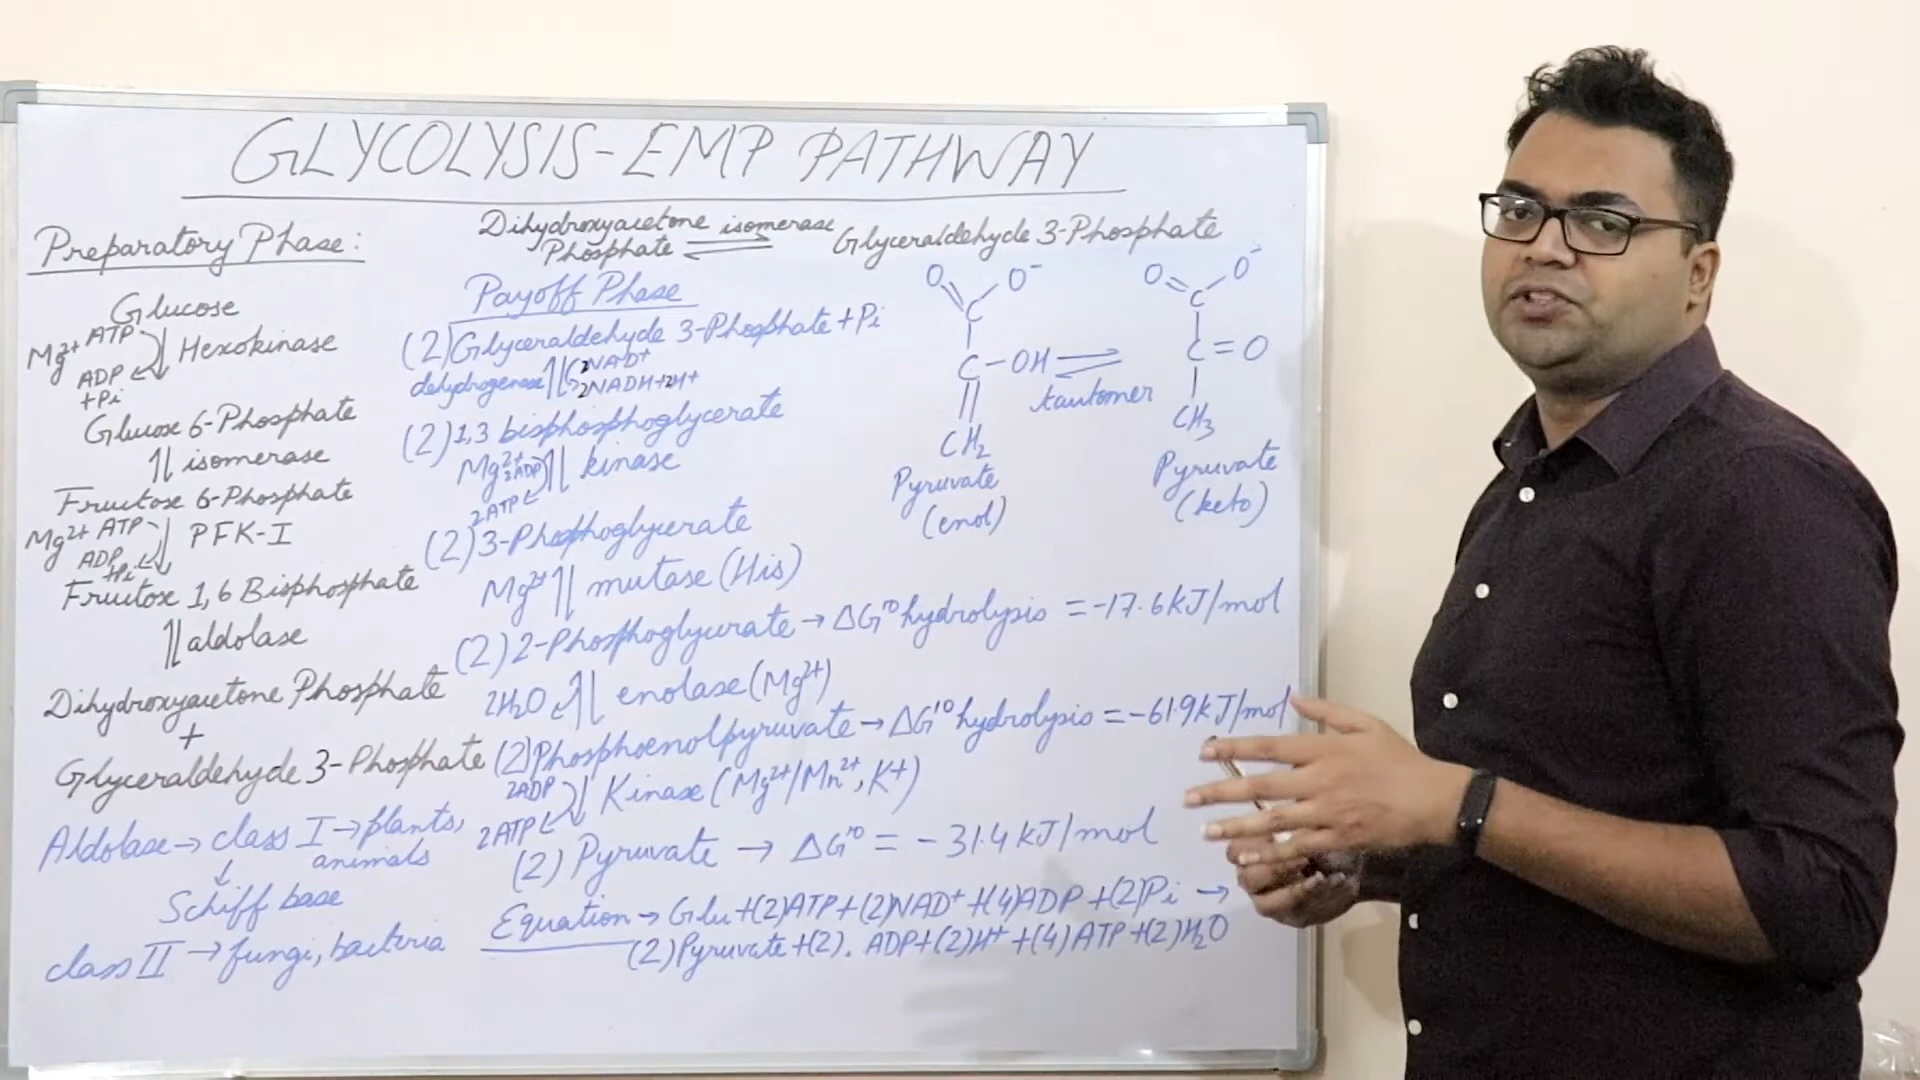 GLYCOLYSIS-EMP PATHWAY
Preparatory Phase:
Glucose
Mg2+ ATP Hexokinase
ADP
+Pi
Glucose 6-Phosphate
isomerase
Fructose 6-Phosphate
Mg2+ ATP PFK-I
ADP
+Pi
Fructose 1,6 Bisphosphate
aldolase
Dihydroxyacetone Phosphate
+
Glyceraldehyde 3-Phosphate
Aldolase → class I → plants,
animals
↓
Schiff base
class II → fungi, bacteria
Dihydroxyacetone isomerase Glyceraldehyde 3-Phosphate
Phosphate ⇌
Payoff Phase
(2) Glyceraldehyde 3-Phosphate + Pi
dehydrogenase 2NAD+
2NADH+2H+
(2) 1,3 bisphosphoglycerate
Mg2+ 2ADP kinase
2ATP
(2) 3-Phosphoglycerate
Mg2+ mutase (His)
(2) 2-Phosphoglycerate → ΔG'° hydrolysis = -17.6 kJ/mol
2H2O enolase (Mg2+)
(2) Phosphoenolpyruvate → ΔG'° hydrolysis = -61.9 kJ/mol
2ADP Kinase (Mg2+/Mn2+, K+)
2ATP
(2) Pyruvate → ΔG'° = -31.4 kJ/mol
Equation → Glu + (2)ATP + (2)NAD+ + (4)ADP + (2)Pi →
(2) Pyruvate + (2). ADP + (2)H+ + (4)ATP + (2)H2O
O O-
C
C-OH
CH2
Pyruvate
(enol)
⇌
tautomer
O O-
C
C=O
CH3
Pyruvate
(keto)